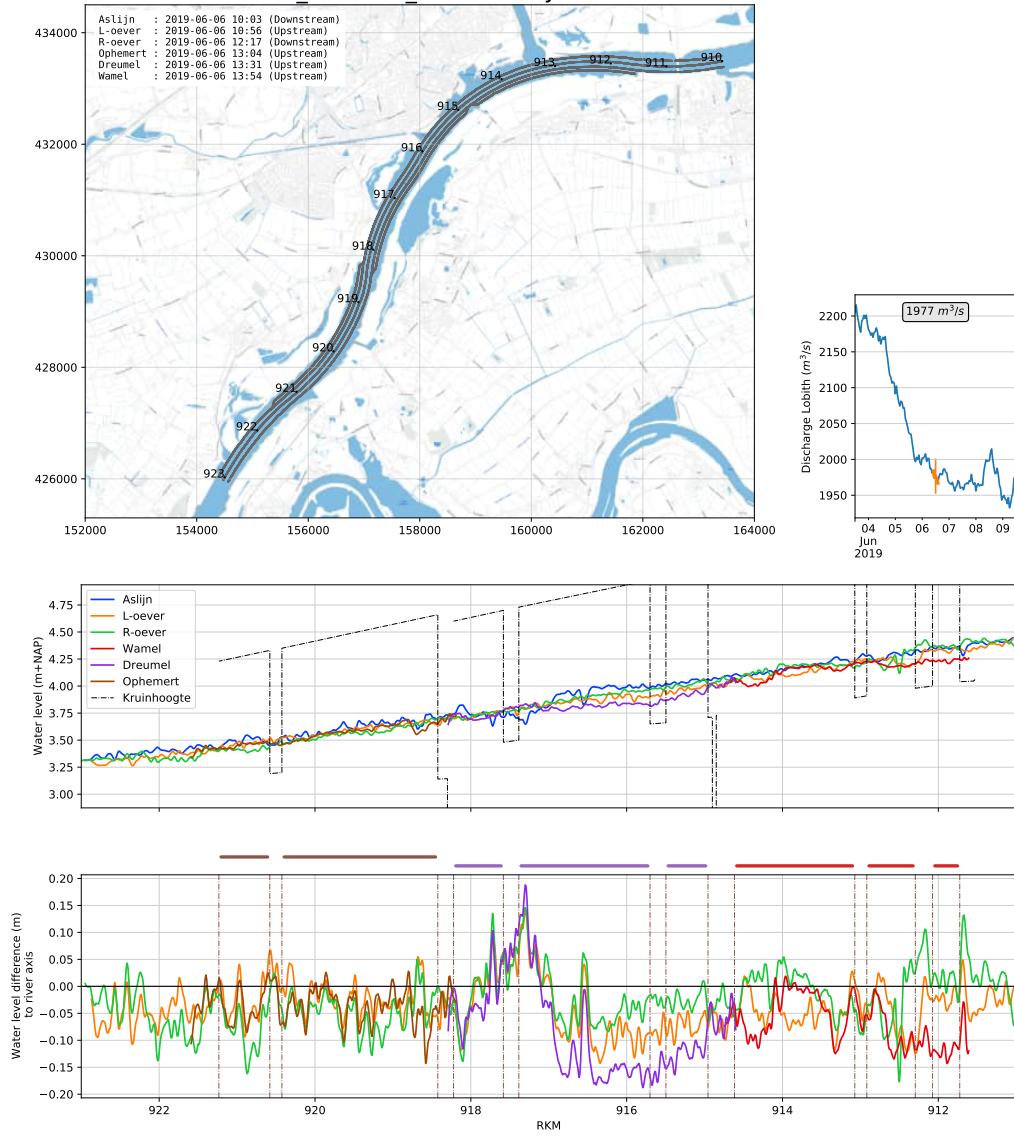 434000
432000
430000
428000
426000
152000 154000 156000 158000 160000 162000 164000
Aslijn : 2019-06-06 10:03 (Downstream)
L-oever : 2019-06-06 10:56 (Upstream)
R-oever : 2019-06-06 12:17 (Downstream)
Ophemert : 2019-06-06 13:04 (Upstream)
Dreumel : 2019-06-06 13:31 (Upstream)
Wamel : 2019-06-06 13:54 (Upstream)
910
911
912
913
914
915
916
917
918
919
920
921
922
923
Discharge Lobith (m³/s)
2200
2150
2100
2050
2000
1950
1977 m³/s
04 05 06 07 08 09
Jun
2019
Water level (m+NAP)
4.75
4.50
4.25
4.00
3.75
3.50
3.25
3.00
Aslijn
L-oever
R-oever
Wamel
Dreumel
Ophemert
Kruinhoogte
Water level difference (m)
to river axis
0.20
0.15
0.10
0.05
0.00
−0.05
−0.10
−0.15
−0.20
922 920 918 916 914 912
RKM